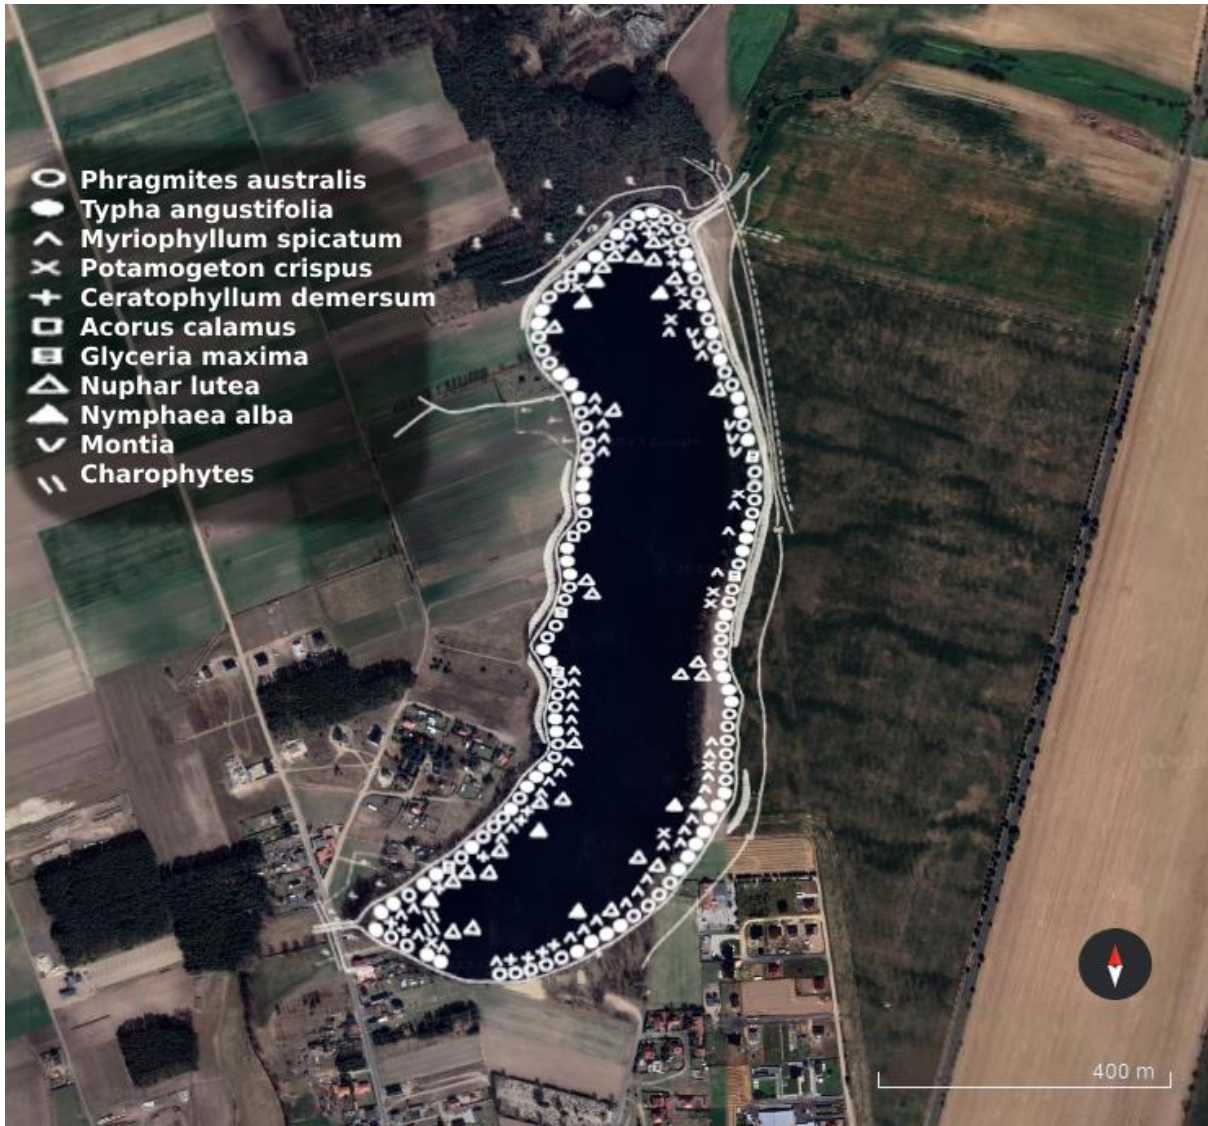 Phragmites australis
Typha angustifolia
Myriophyllum spicatum
Potamogeton crispus
Ceratophyllum demersum
Acorus calamus
Glyceria maxima
Nuphar lutea
Nymphaea alba
Montia
Charophytes
400 m